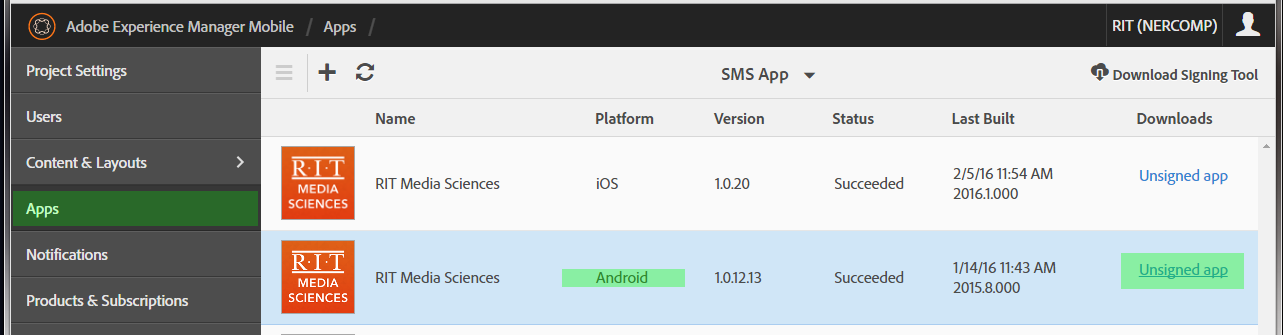 Adobe Experience Manager Mobile / Apps / RIT (NERCOMP)
Project Settings
SMS App
Download Signing Tool
Users
Name Platform Version Status Last Built Downloads
Content & Layouts
Apps
Notifications
Products & Subscriptions
R·I·T
MEDIA
SCIENCES
RIT Media Sciences iOS 1.0.20 Succeeded 2/5/16 11:54 AM Unsigned app
2016.1.000
R·I·T
MEDIA
SCIENCES
RIT Media Sciences Android 1.0.12.13 Succeeded 1/14/16 11:43 AM Unsigned app
2015.8.000